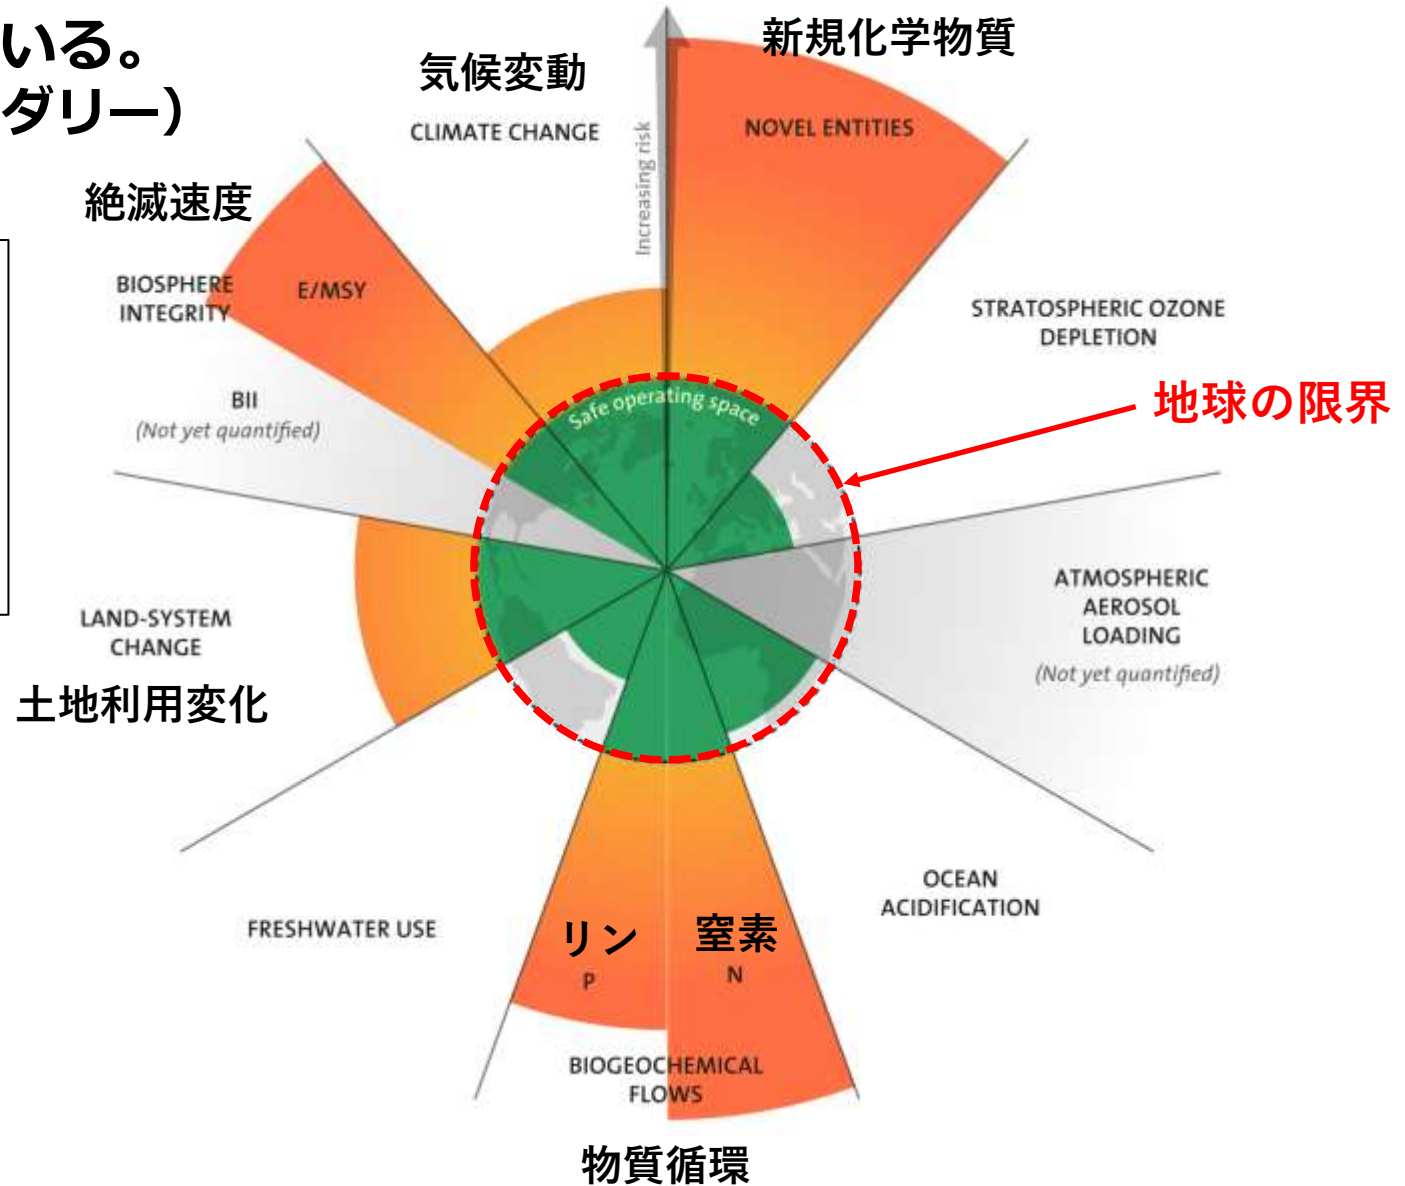 いる。
ダリー）
新規化学物質
気候変動
CLIMATE CHANGE
NOVEL ENTITIES
Increasing risk
絶滅速度
BIOSPHERE
INTEGRITY
E/MSY
STRATOSPHERIC OZONE
DEPLETION
BII
(Not yet quantified)
Safe operating space
地球の限界
ATMOSPHERIC
AEROSOL
LOADING
(Not yet quantified)
LAND-SYSTEM
CHANGE
土地利用変化
OCEAN
ACIDIFICATION
FRESHWATER USE
リン
P
窒素
N
BIOGEOCHEMICAL
FLOWS
物質循環